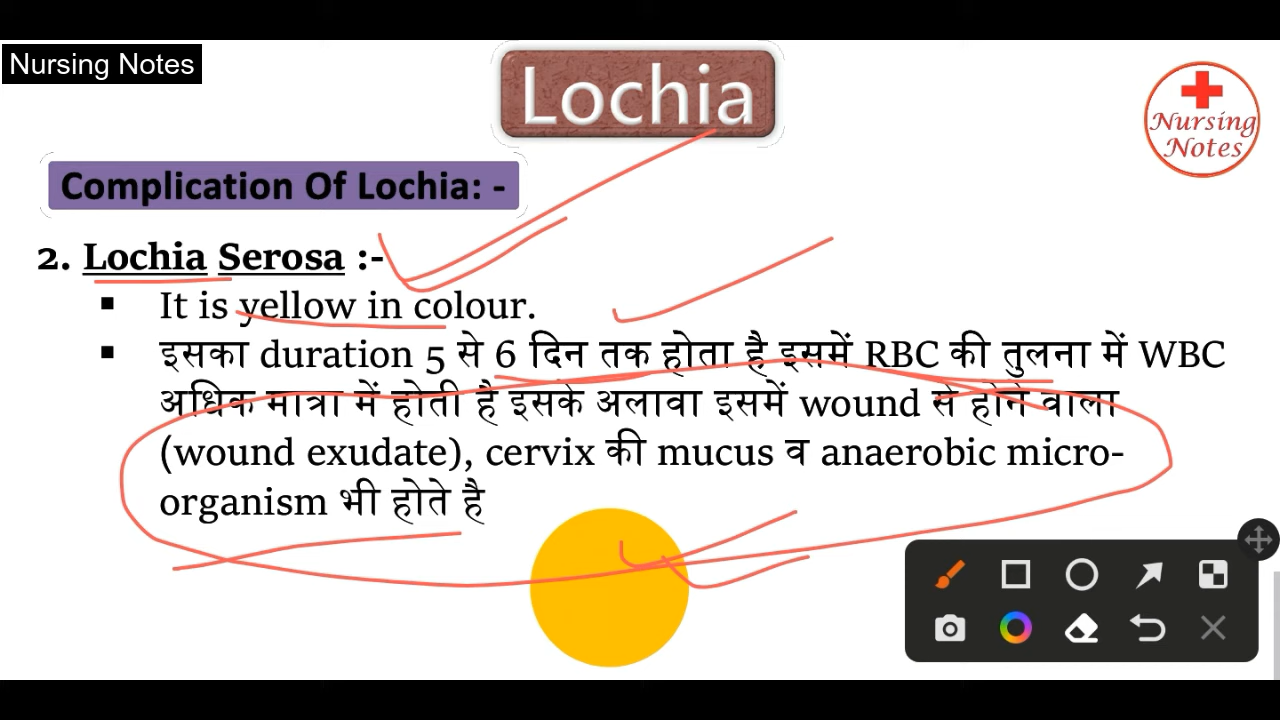 Nursing Notes
Lochia
Nursing
Notes
Complication Of Lochia: -
2. Lochia Serosa :-
▪ It is yellow in colour.
▪ इसका duration 5 से 6 दिन तक होता है इसमें RBC की तुलना में WBC
अधिक मात्रा में होती है इसके अलावा इसमें wound से होने वाला
(wound exudate), cervix की mucus व anaerobic micro-
organism भी होते है